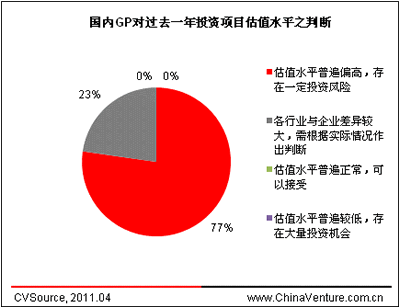 国内GP对过去一年投资项目估值水平之判断
0% 0%
23%
77%
估值水平普遍偏高，存
在一定投资风险
各行业与企业差异较
大，需根据实际情况作
出判断
估值水平普遍正常，可
以接受
估值水平普遍较低，存
在大量投资机会
CVSource, 2011.04 www.ChinaVenture.com.cn